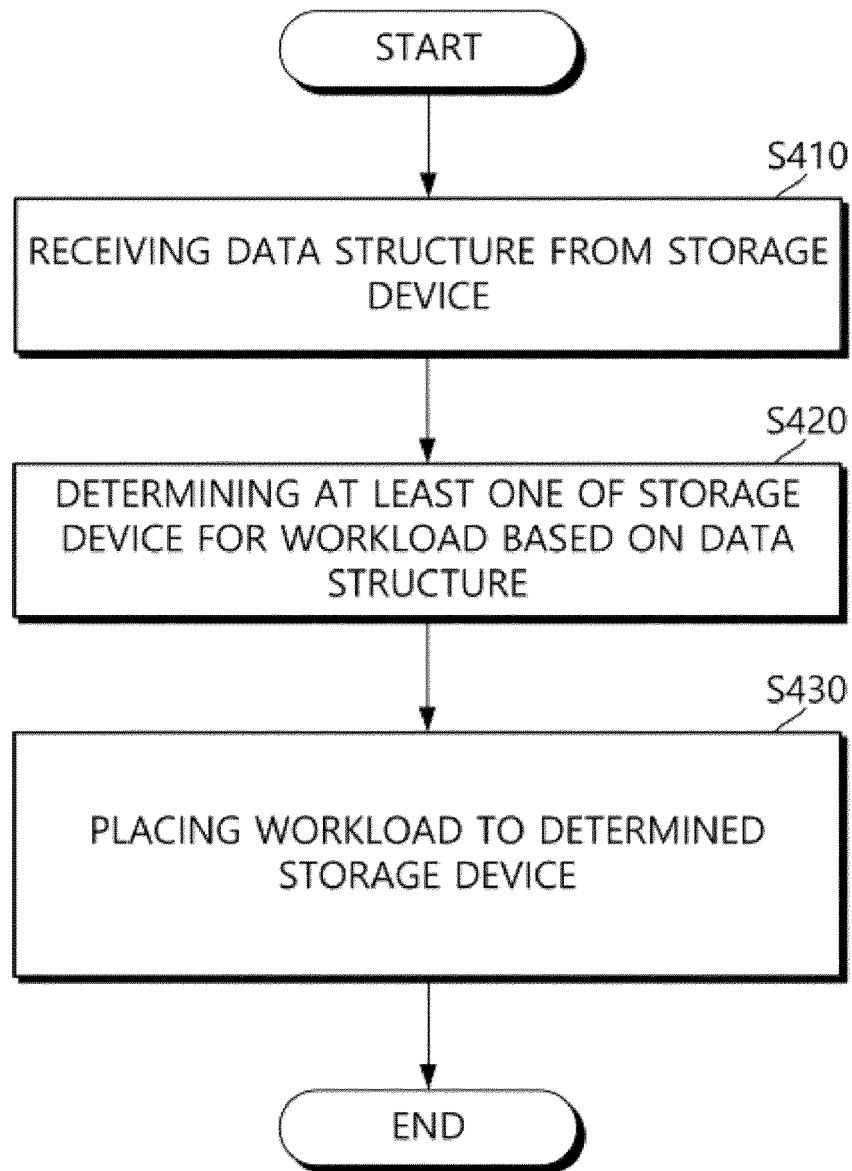 START
S410
RECEIVING DATA STRUCTURE FROM STORAGE
DEVICE
S420
DETERMINING AT LEAST ONE OF STORAGE
DEVICE FOR WORKLOAD BASED ON DATA
STRUCTURE
S430
PLACING WORKLOAD TO DETERMINED
STORAGE DEVICE
END